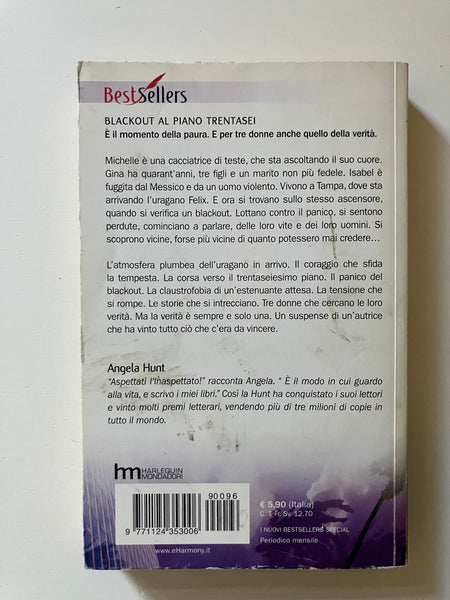 BestSellers
BLACKOUT AL PIANO TRENTASEI
È il momento della paura. E per tre donne anche quello della verità.
Michelle è una cacciatrice di teste, che sta ascoltando il suo cuore.
Gina ha quarant'anni, tre figli e un marito non più fedele. Isabel è
fuggita dal Messico e da un uomo violento. Vivono a Tampa, dove sta
arrivando l'uragano Felix. E ora si trovano sullo stesso ascensore,
quando si verifica un blackout. Lottano contro il panico, si sentono
perdute, cominciano a parlare, delle loro vite e dei loro uomini. Si
scoprono vicine, forse più vicine di quanto potessero mai credere...
L'atmosfera plumbea dell'uragano in arrivo. Il coraggio che sfida
la tempesta. La corsa verso il trentaseiesimo piano. Il panico del
blackout. La claustrofobia di un'estenuante attesa. La tensione che
si rompe. Le storie che si intrecciano. Tre donne che cercano le loro
verità. Ma la verità è sempre e solo una. Un suspense di un'autrice
che ha vinto tutto ciò che c'era da vincere.
Angela Hunt
"Aspettati l'inaspettato!" racconta Angela. " È il modo in cui guardo
alla vita, e scrivo i miei libri." Così la Hunt ha conquistato i suoi lettori
e vinto molti premi letterari, vendendo più di tre milioni di copie in
tutto il mondo.
hm HARLEQUIN
MONDADORI
90096
9 771124 353006
www.eHarmony.it
€ 5,90 (Italia)
C. T. Fr. Sv. 12.70
I NUOVI BESTSELLERS SPECIAL
Periodico mensile